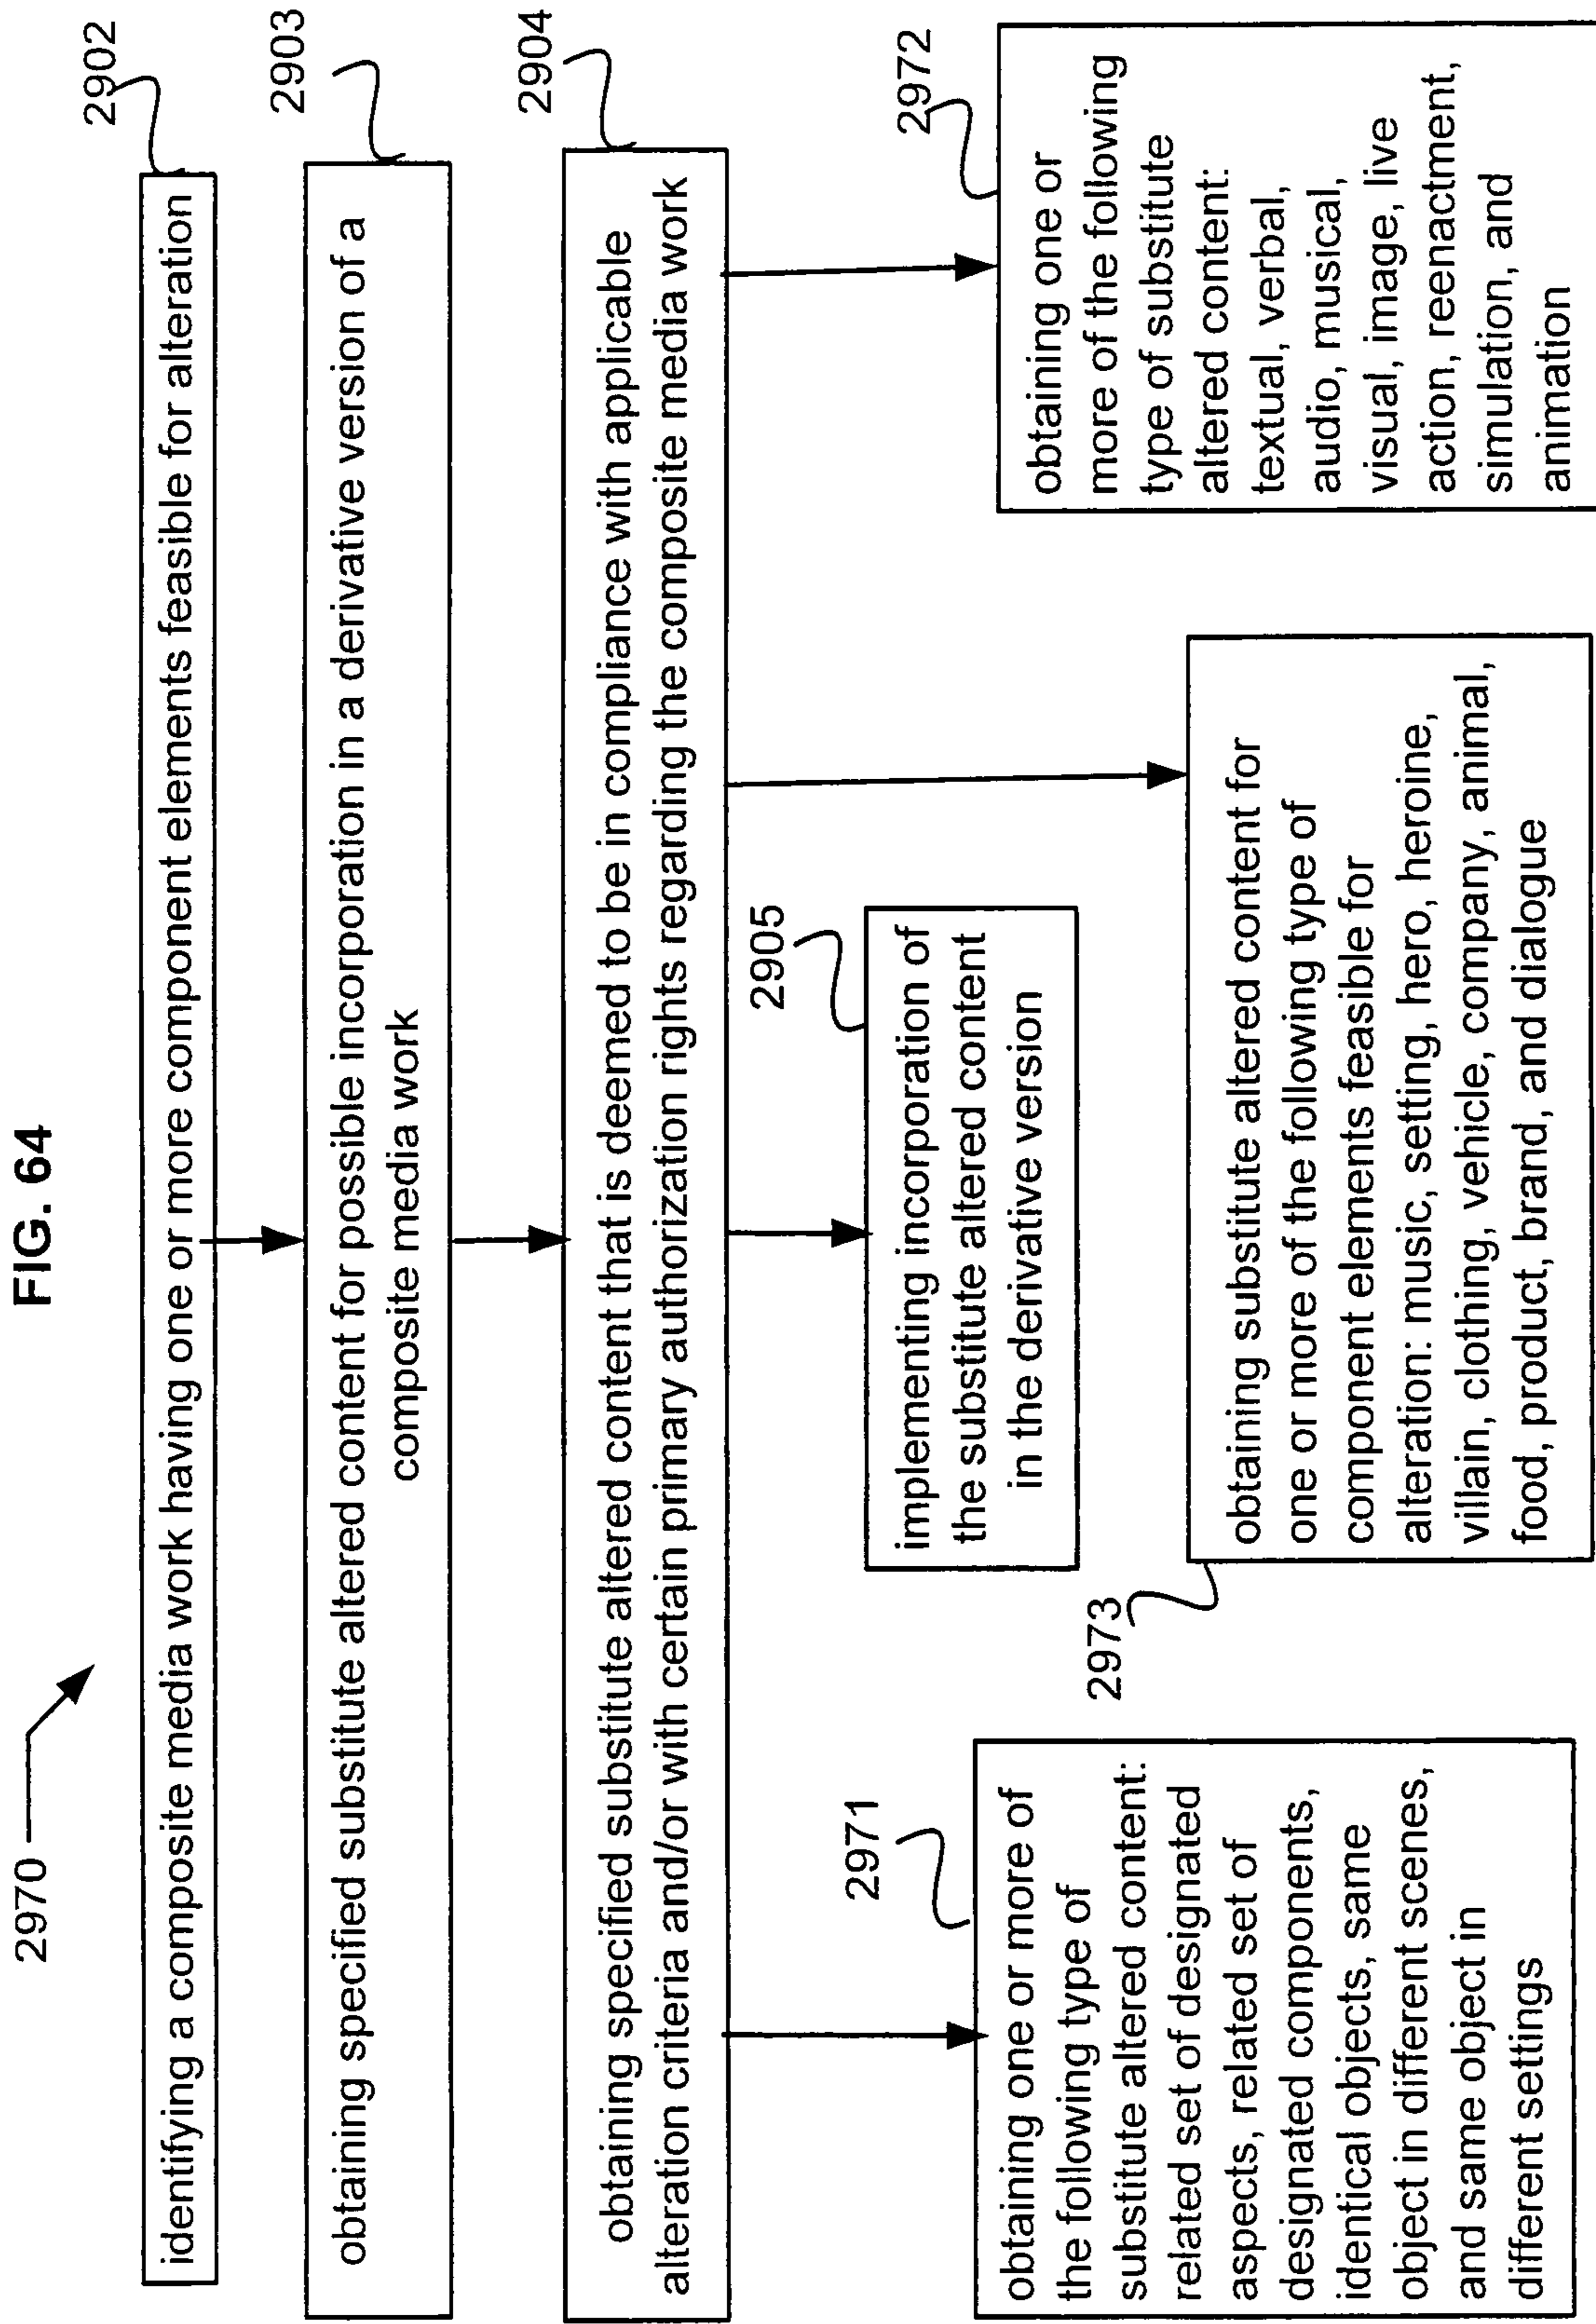 FIG. 64
2970
2902
identifying a composite media work having one or more component elements feasible for alteration
2903
obtaining specified substitute altered content for possible incorporation in a derivative version of a
composite media work
2904
obtaining specified substitute altered content that is deemed to be in compliance with applicable
alteration criteria and/or with certain primary authorization rights regarding the composite media work
2971
obtaining one or more of
the following type of
substitute altered content:
related set of designated
aspects, related set of
designated components,
identical objects, same
object in different scenes,
and same object in
different settings
2905
implementing incorporation of
the substitute altered content
in the derivative version
2973
obtaining substitute altered content for
one or more of the following type of
component elements feasible for
alteration: music, setting, hero, heroine,
villain, clothing, vehicle, company, animal,
food, product, brand, and dialogue
2972
obtaining one or
more of the following
type of substitute
altered content:
textual, verbal,
audio, musical,
visual, image, live
action, reenactment,
simulation, and
animation